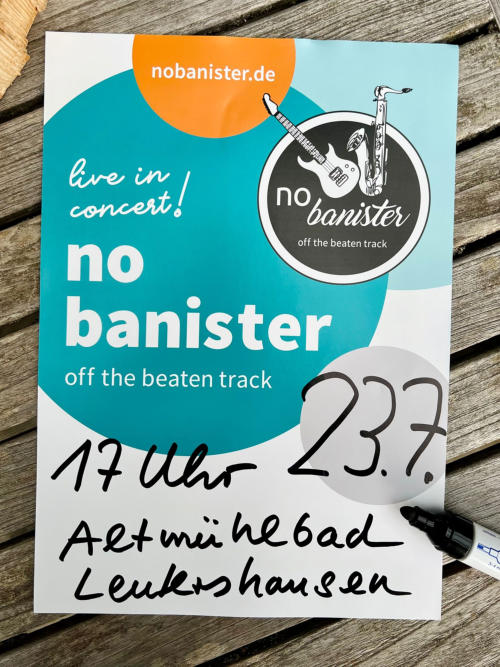 nobanister.de
live in
concert!
no
banister
off the beaten track
no
banister
off the beaten track
23.7.
17 Uhr
Altmühlbad
Leutershausen